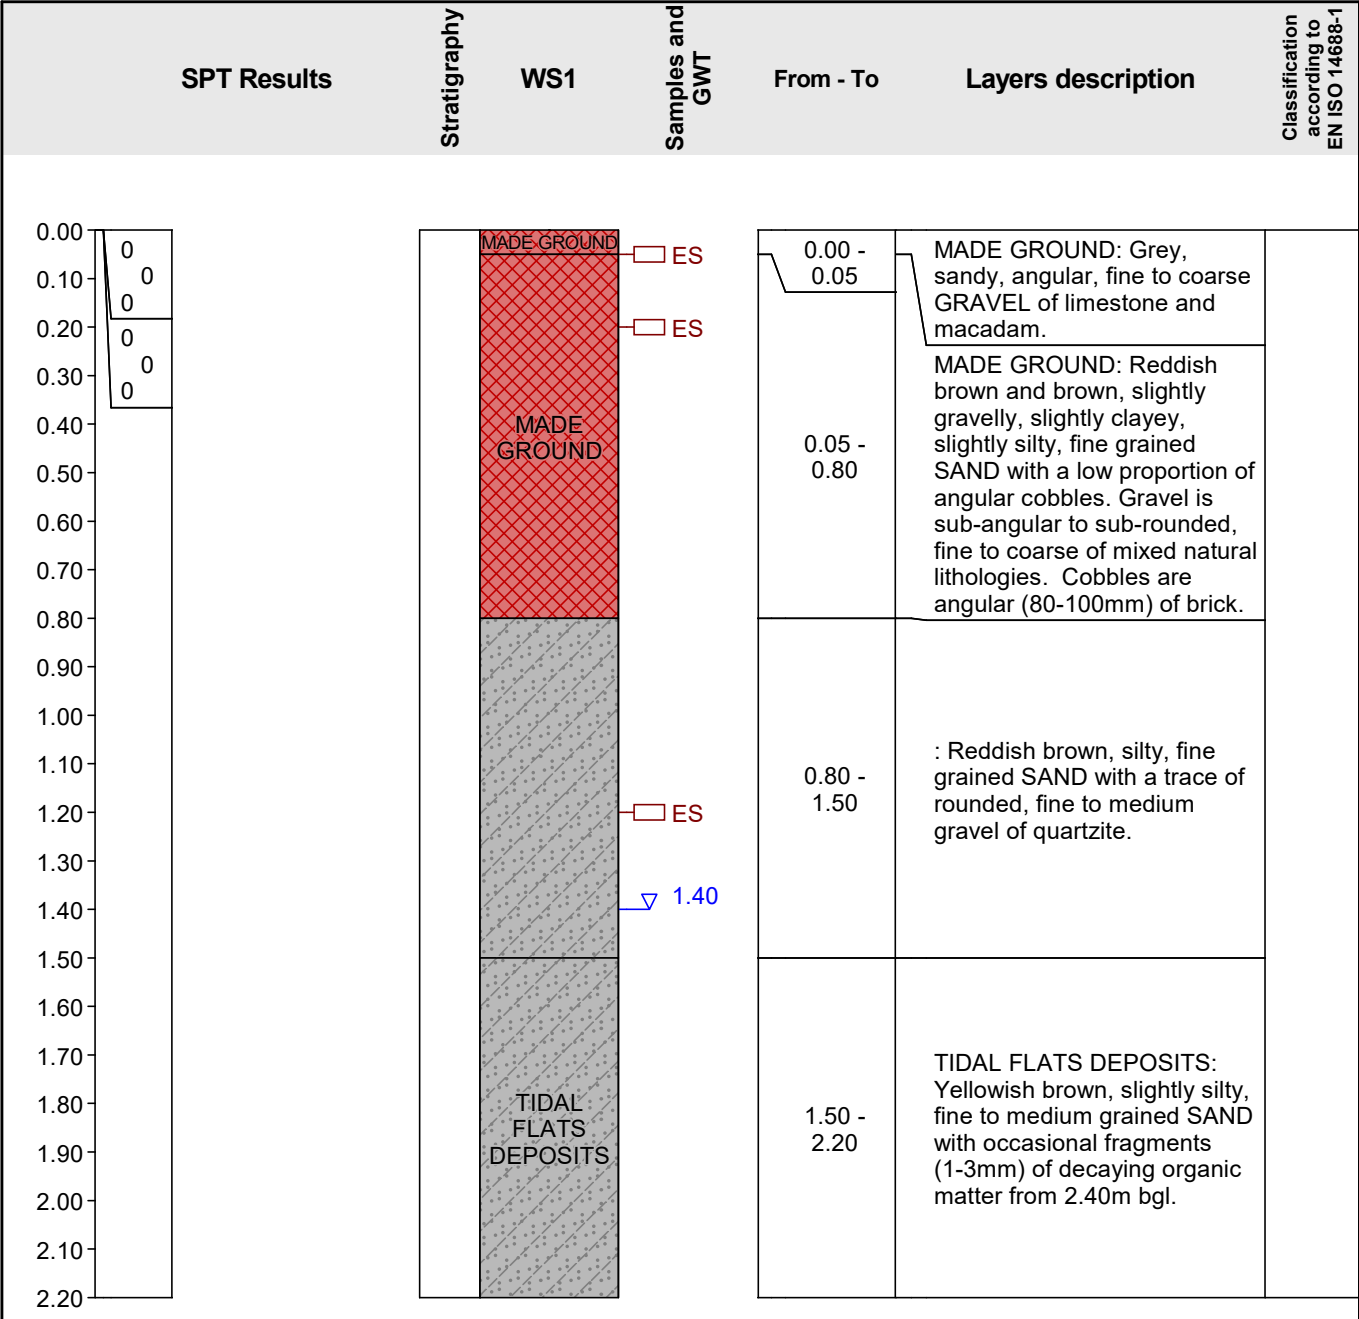 SPT Results
Stratigraphy
WS1
Samples and
GWT
From - To
Layers description
Classification
according to
EN ISO 14688-1
0.00
0.10
0.20
0.30
0.40
0.50
0.60
0.70
0.80
0.90
1.00
1.10
1.20
1.30
1.40
1.50
1.60
1.70
1.80
1.90
2.00
2.10
2.20
0
0
0
0
0
0
MADE GROUND
MADE
GROUND
TIDAL
FLATS
DEPOSITS
ES
ES
ES
1.40
0.00 -
0.05
MADE GROUND: Grey,
sandy, angular, fine to coarse
GRAVEL of limestone and
macadam.
0.05 -
0.80
MADE GROUND: Reddish
brown and brown, slightly
gravelly, slightly clayey,
slightly silty, fine grained
SAND with a low proportion of
angular cobbles. Gravel is
sub-angular to sub-rounded,
fine to coarse of mixed natural
lithologies.  Cobbles are
angular (80-100mm) of brick.
0.80 -
1.50
: Reddish brown, silty, fine
grained SAND with a trace of
rounded, fine to medium
gravel of quartzite.
1.50 -
2.20
TIDAL FLATS DEPOSITS:
Yellowish brown, slightly silty,
fine to medium grained SAND
with occasional fragments
(1-3mm) of decaying organic
matter from 2.40m bgl.